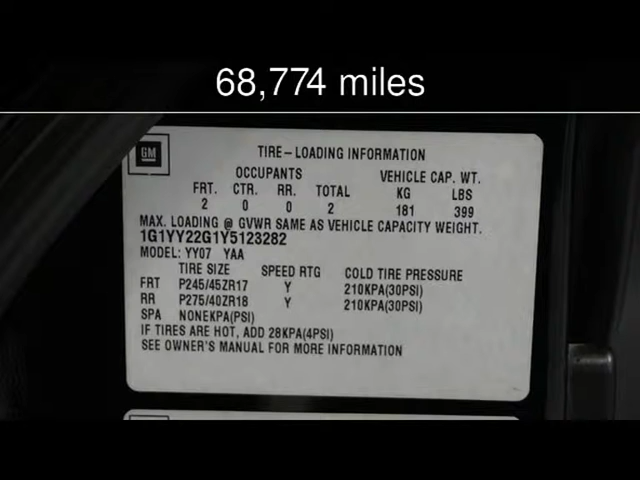 68,774 miles
GM
TIRE-LOADING INFORMATION
OCCUPANTS VEHICLE CAP. WT.
FRT. CTR. RR. TOTAL KG LBS
2 0 0 2 181 399
MAX. LOADING @ GVWR SAME AS VEHICLE CAPACITY WEIGHT.
1G1YY22G1Y5123282
MODEL: YY07 YAA
TIRE SIZE SPEED RTG COLD TIRE PRESSURE
FRT P245/45ZR17 Y 210KPA(30PSI)
RR P275/40ZR18 Y 210KPA(30PSI)
SPA NONEKPA(PSI)
IF TIRES ARE HOT, ADD 28KPA(4PSI)
SEE OWNER'S MANUAL FOR MORE INFORMATION
GM